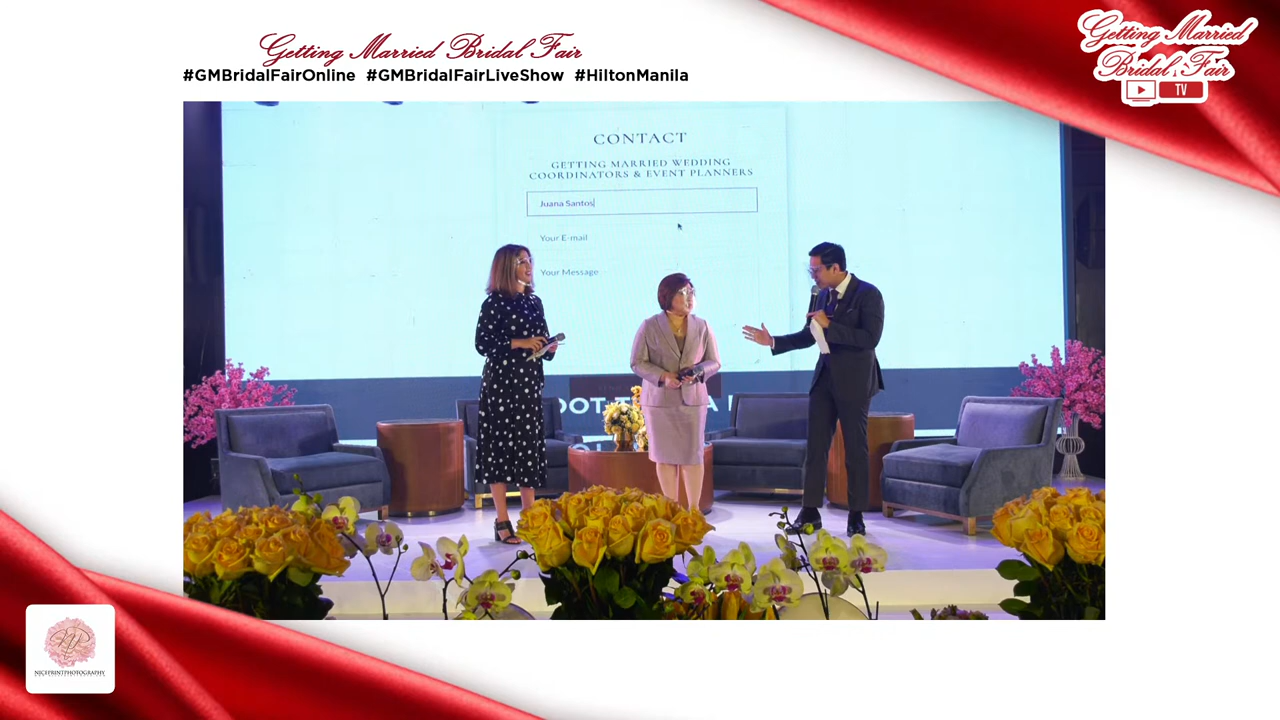 Getting Married Bridal Fair
#GMBridalFairOnline #GMBridalFairLiveShow #HiltonManila
Getting Married
Bridal Fair
TV
CONTACT
GETTING MARRIED WEDDING
COORDINATORS & EVENT PLANNERS
Juana Santos
Your E-mail
Your Message
NICEPRINTPHOTOGRAPHY